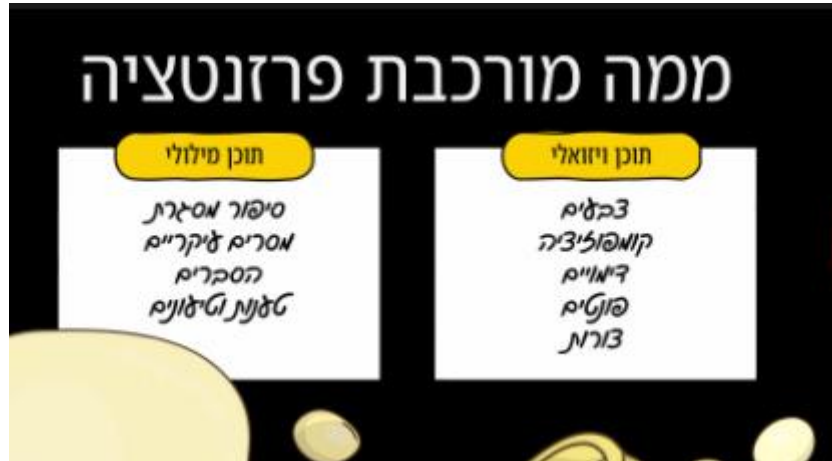 ממה מורכבת פרזנטציה
תוכן ויזואלי
צבעים
קומפוזיציה
דימויים
פונטים
צורות
תוכן מילולי
סיפור מסגרת
מסרים עיקריים
הסברים
טענות וטיעונים